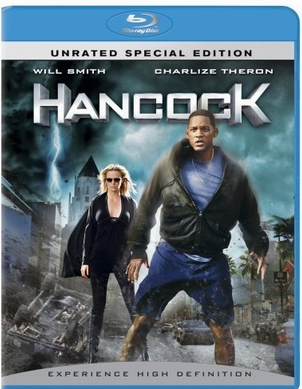 Blu-ray Disc
UNRATED SPECIAL EDITION
WILL SMITH CHARLIZE THERON
HANCOCK
EXPERIENCE HIGH DEFINITION